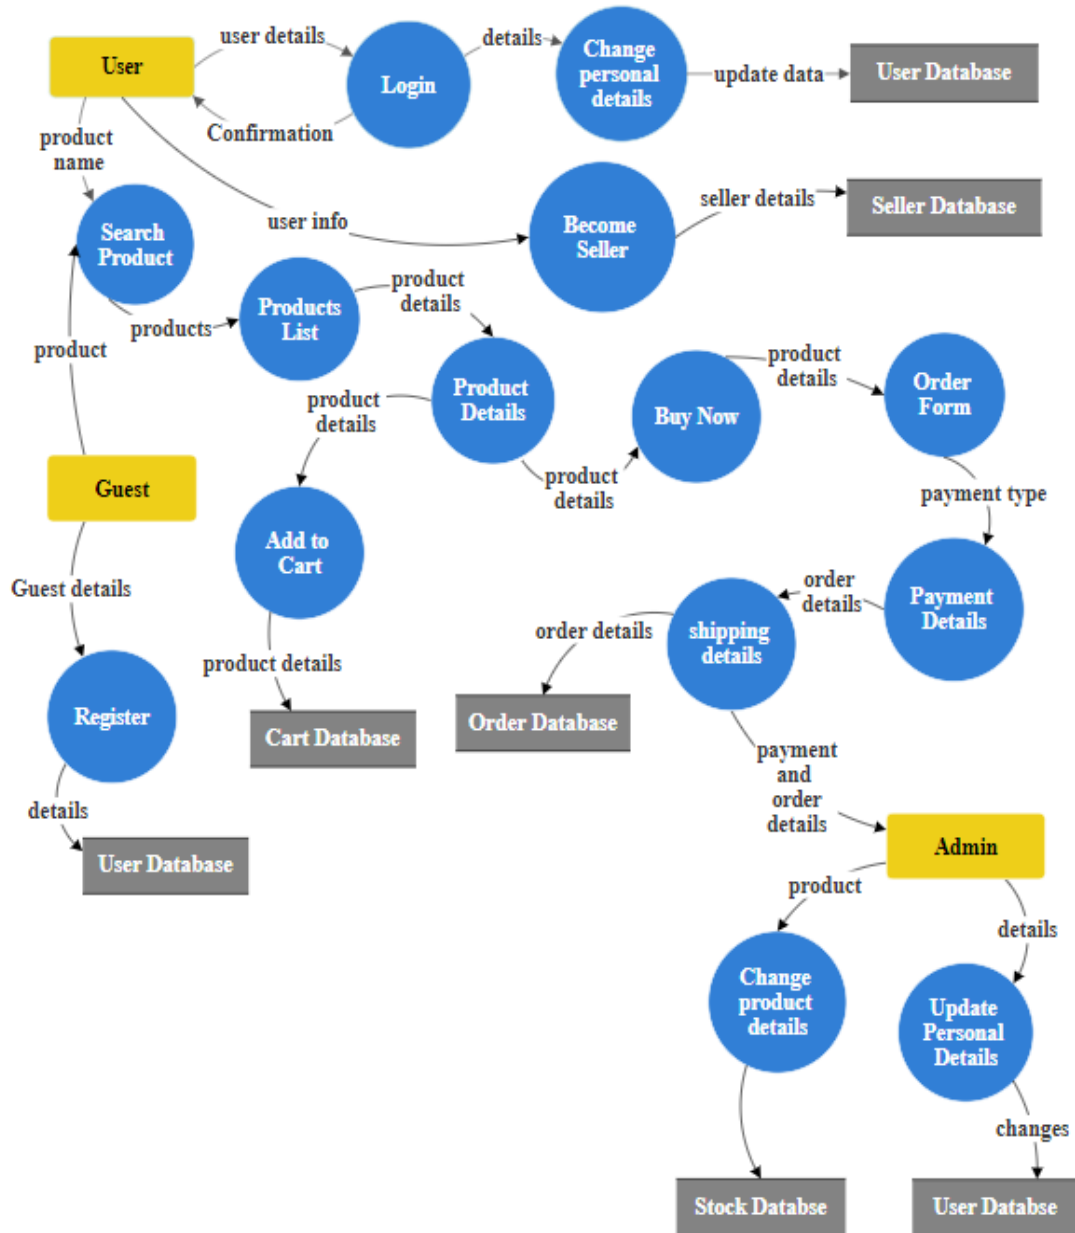 user details
details
Change
personal
details
User
Login
update data
User Database
Confirmation
product
name
Search
Product
user info
Become
Seller
seller details
Seller Database
product
details
Products
List
products
product
product
details
Product
Details
Buy Now
product
details
Order
Form
product
details
Guest
payment type
Add to
Cart
Guest details
order
details
Payment
Details
order details
shipping
details
product details
Register
Order Database
Cart Database
payment
and
order
details
details
User Database
Admin
product
details
Change
product
details
Update
Personal
Details
changes
Stock Databse
User Databse